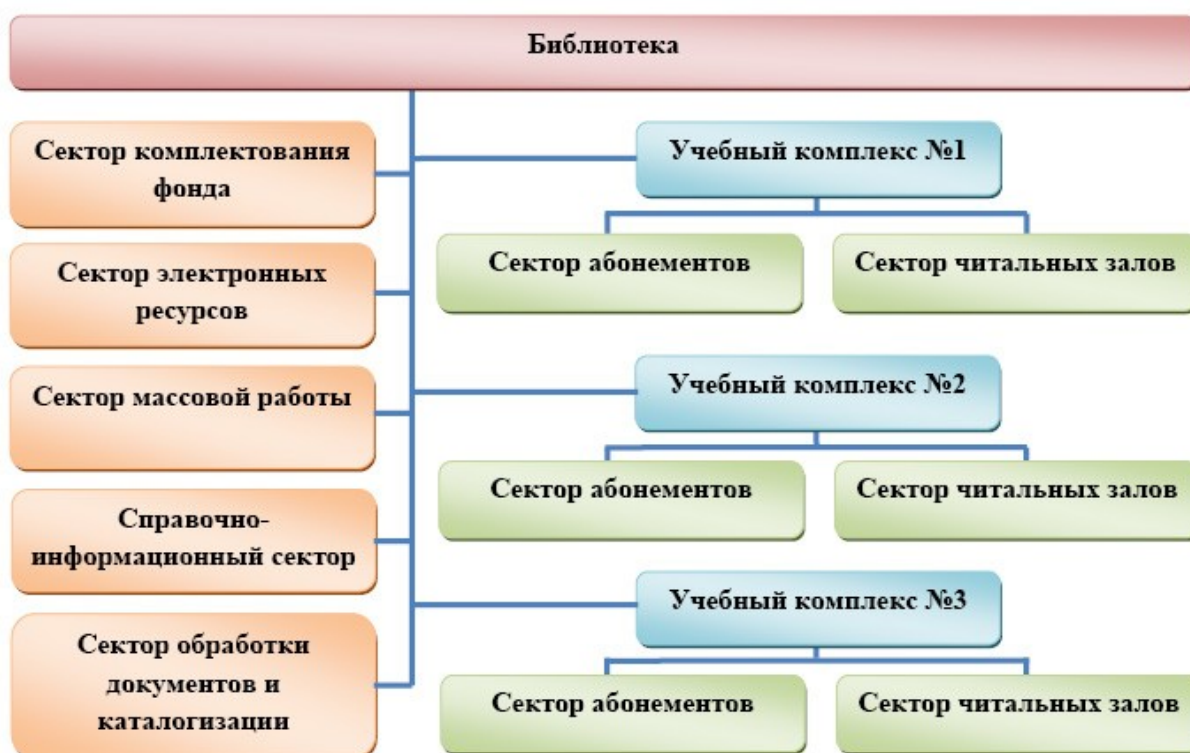 Библиотека
Сектор комплектования
фонда
Сектор электронных
ресурсов
Сектор массовой работы
Справочно-
информационный сектор
Сектор обработки
документов и
каталогизации
Учебный комплекс №1
Сектор абонементов
Сектор читальных залов
Учебный комплекс №2
Сектор абонементов
Сектор читальных залов
Учебный комплекс №3
Сектор абонементов
Сектор читальных залов